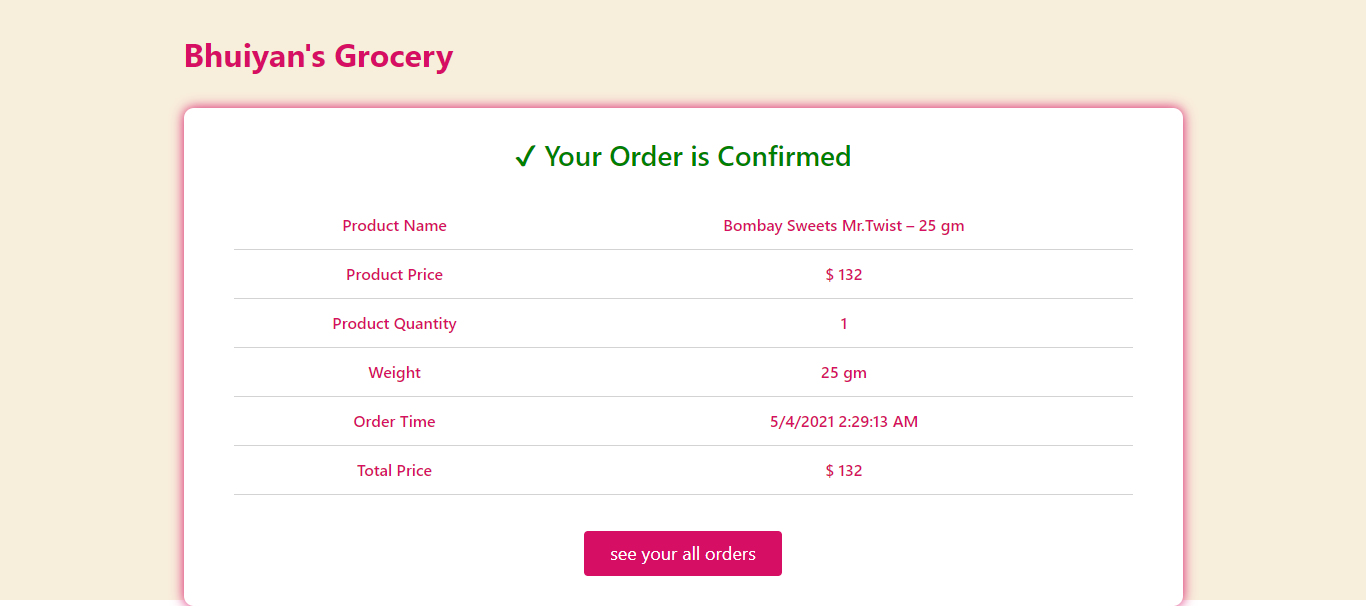 Bhuiyan's Grocery
✓ Your Order is Confirmed
Product Name Bombay Sweets Mr.Twist – 25 gm
Product Price $ 132
Product Quantity 1
Weight 25 gm
Order Time 5/4/2021 2:29:13 AM
Total Price $ 132
see your all orders